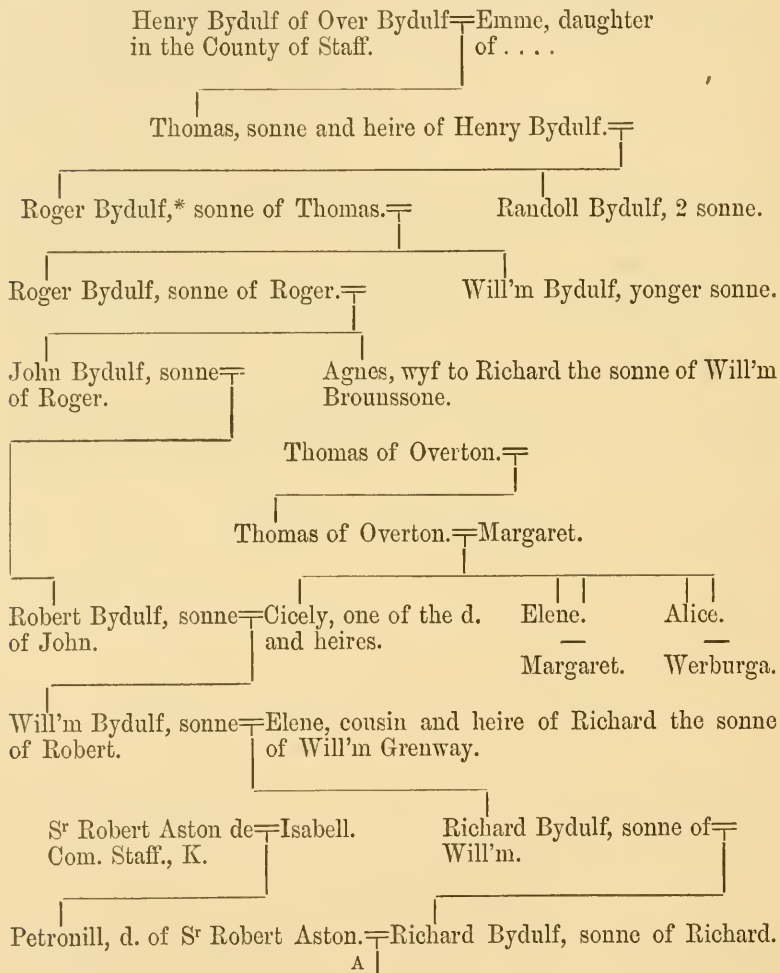 Henry Bydulf of Over Bydulf=Emme, daughter
in the County of Staff. of . . . .
Thomas, sonne and heire of Henry Bydulf.=
Roger Bydulf,* sonne of Thomas.= Randoll Bydulf, 2 sonne.
Roger Bydulf, sonne of Roger.= Will'm Bydulf, yonger sonne.
John Bydulf, sonne= Agnes, wyf to Richard the sonne of Will'm
of Roger. Brounssone.
Thomas of Overton.=
Thomas of Overton.=Margaret.
Robert Bydulf, sonne=Cicely, one of the d. Elene. Alice.
of John. and heires. — —
Margaret. Werburga.
Will'm Bydulf, sonne=Elene, cousin and heire of Richard the sonne
of Robert. of Will'm Grenway.
Sr Robert Aston de=Isabell. Richard Bydulf, sonne of=
Com. Staff., K. Will'm.
Petronill, d. of Sr Robert Aston.=Richard Bydulf, sonne of Richard.
A